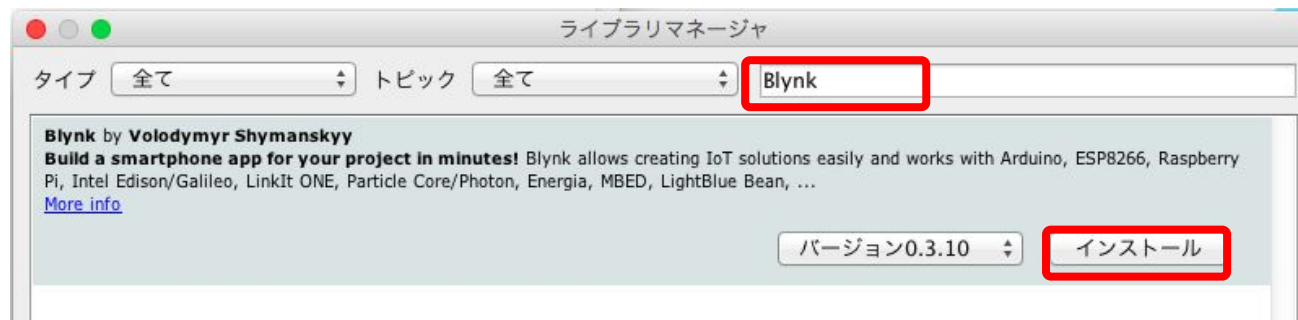 ライブラリマネージャ
タイプ 全て トピック 全て Blynk
Blynk by Volodymyr Shymanskyy
Build a smartphone app for your project in minutes! Blynk allows creating IoT solutions easily and works with Arduino, ESP8266, Raspberry
Pi, Intel Edison/Galileo, LinkIt ONE, Particle Core/Photon, Energia, MBED, LightBlue Bean, ...
More info
バージョン0.3.10 インストール